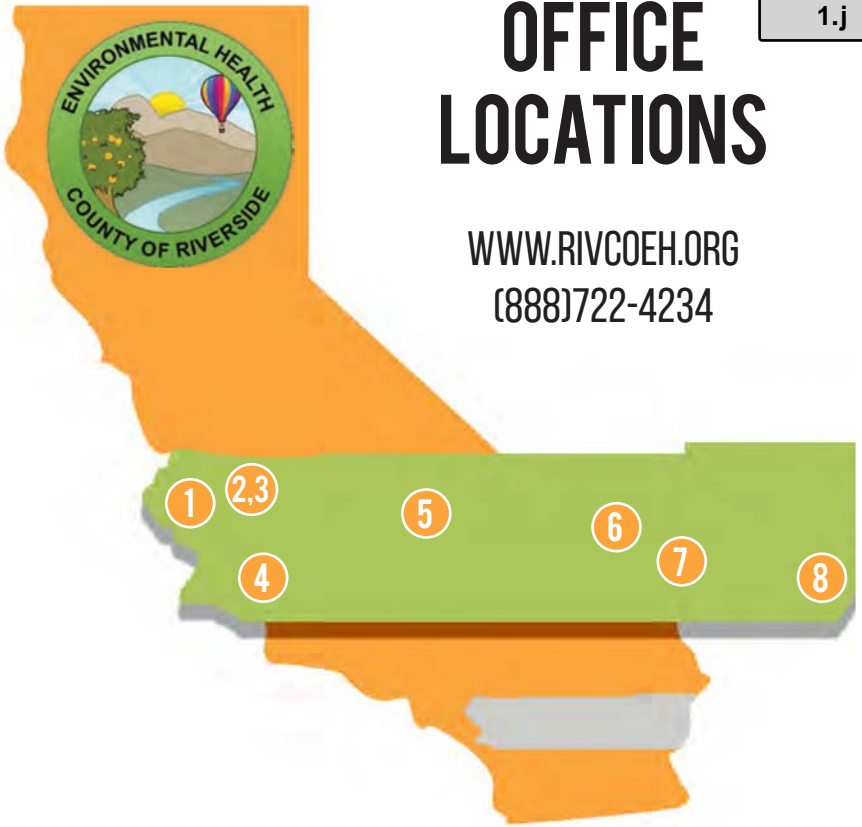 OFFICE
LOCATIONS
1.j
WWW.RIVCOEH.ORG
(888)722-4234
ENVIRONMENTAL HEALTH
COUNTY OF RIVERSIDE
1
2,3
4
5
6
7
8